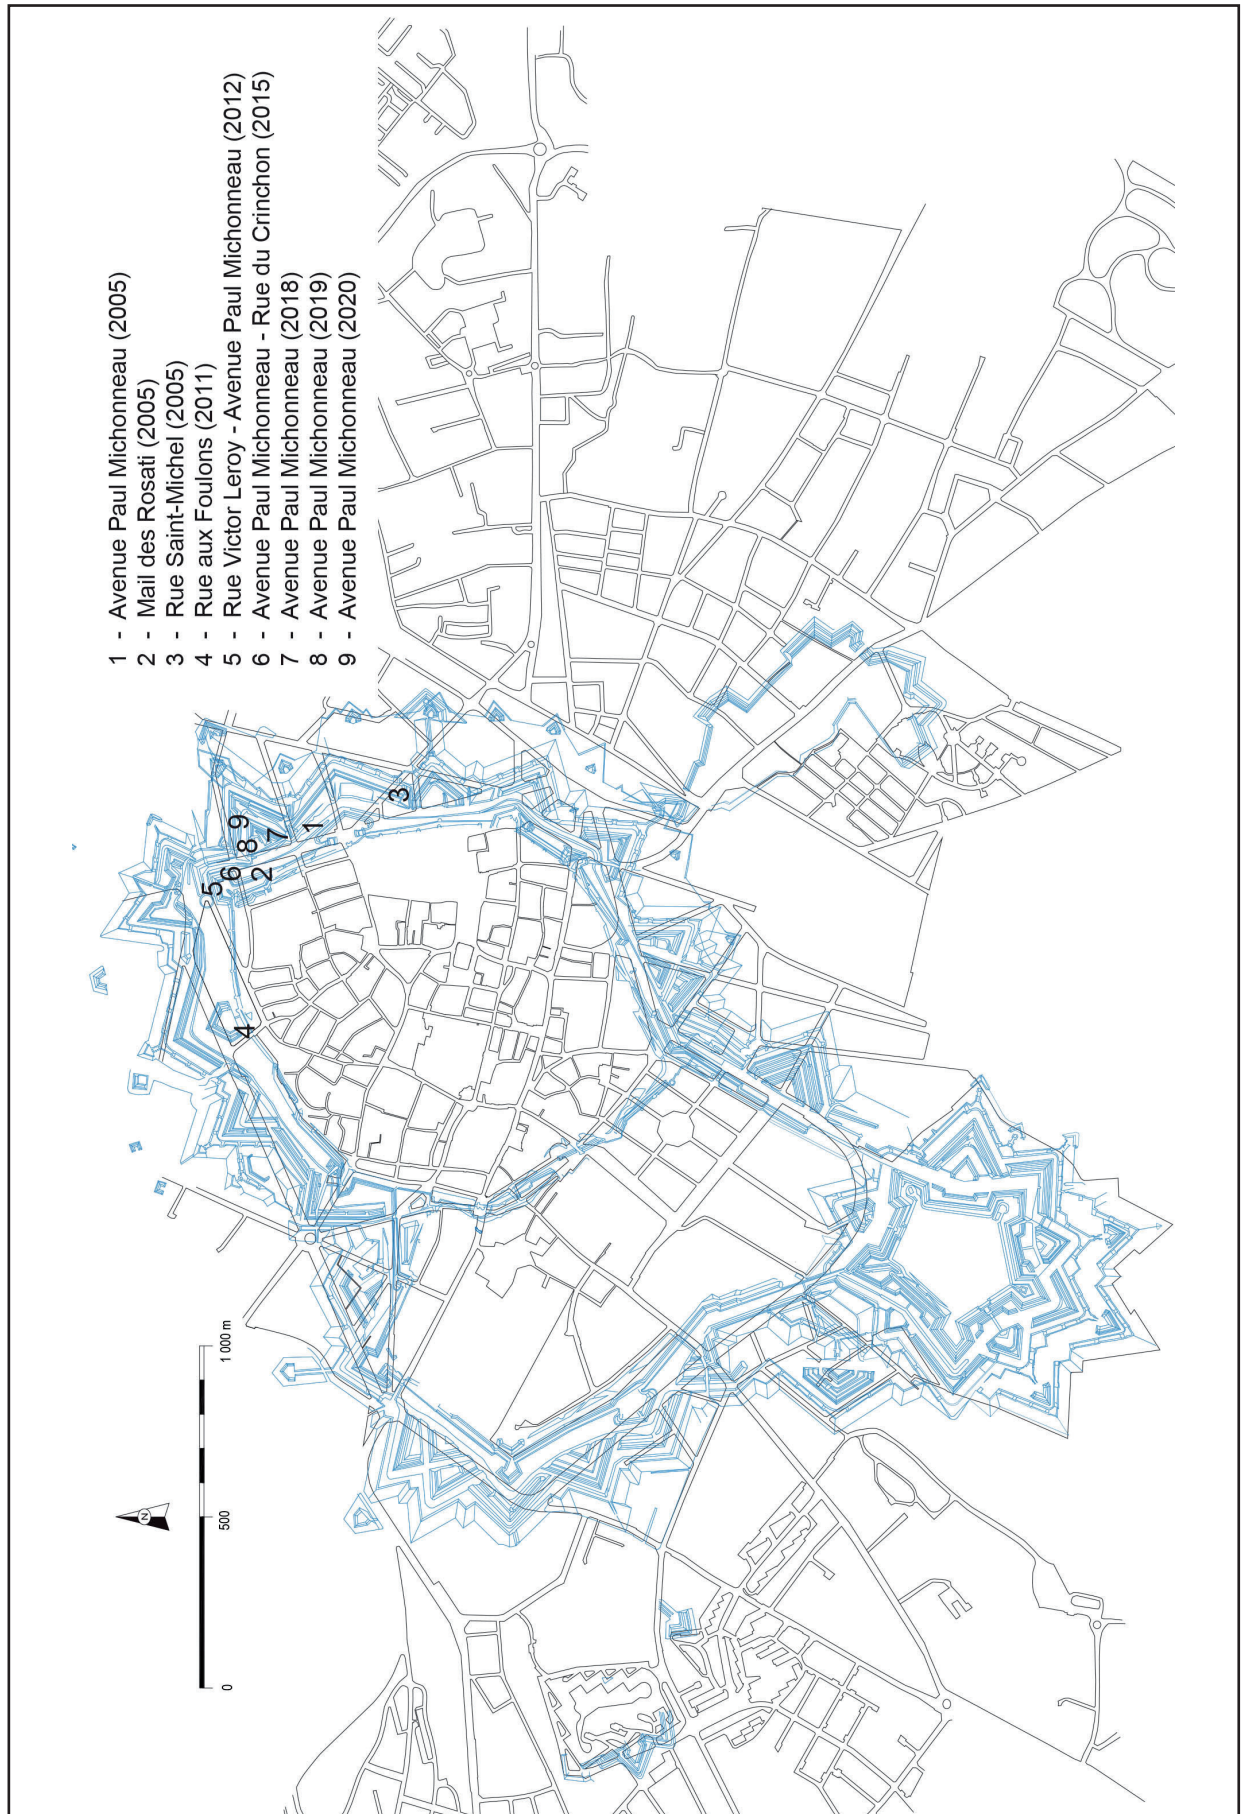 1 - Avenue Paul Michonneau (2005)
2 - Mail des Rosati (2005)
3 - Rue Saint-Michel (2005)
4 - Rue aux Foulons (2011)
5 - Rue Victor Leroy - Avenue Paul Michonneau (2012)
6 - Avenue Paul Michonneau - Rue du Crinchon (2015)
7 - Avenue Paul Michonneau (2018)
8 - Avenue Paul Michonneau (2019)
9 - Avenue Paul Michonneau (2020)
N
0 500 1 000 m
4
5
6
2
8
9
7
1
3